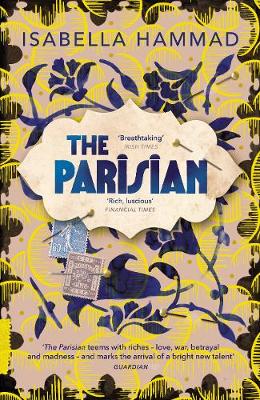 ISABELLA HAMMAD
'Breathtaking'
IRISH TIMES
THE
PARISIAN
'Rich, luscious'
FINANCIAL TIMES
'The Parisian teems with riches – love, war, betrayal
and madness – and marks the arrival of a bright new talent'
GUARDIAN